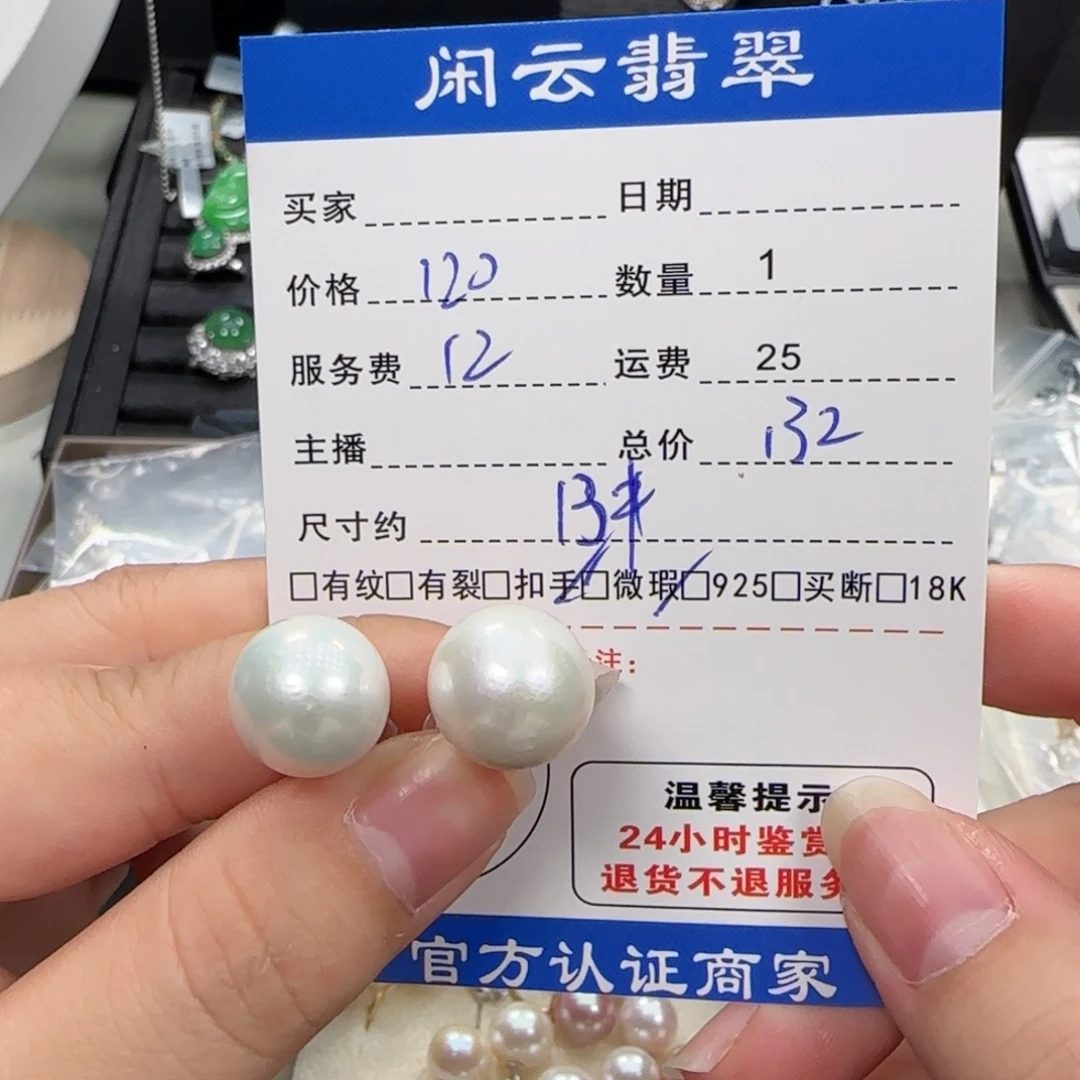 闲云翡翠
买家 日期
价格 120 数量 1
服务费 12 运费 25
主播 总价 132
尺寸约 13
□有纹□有裂□扣手□微瑕□925□买断□18K
注：
温馨提示
24小时鉴赏
退货不退服务
官方认证商家